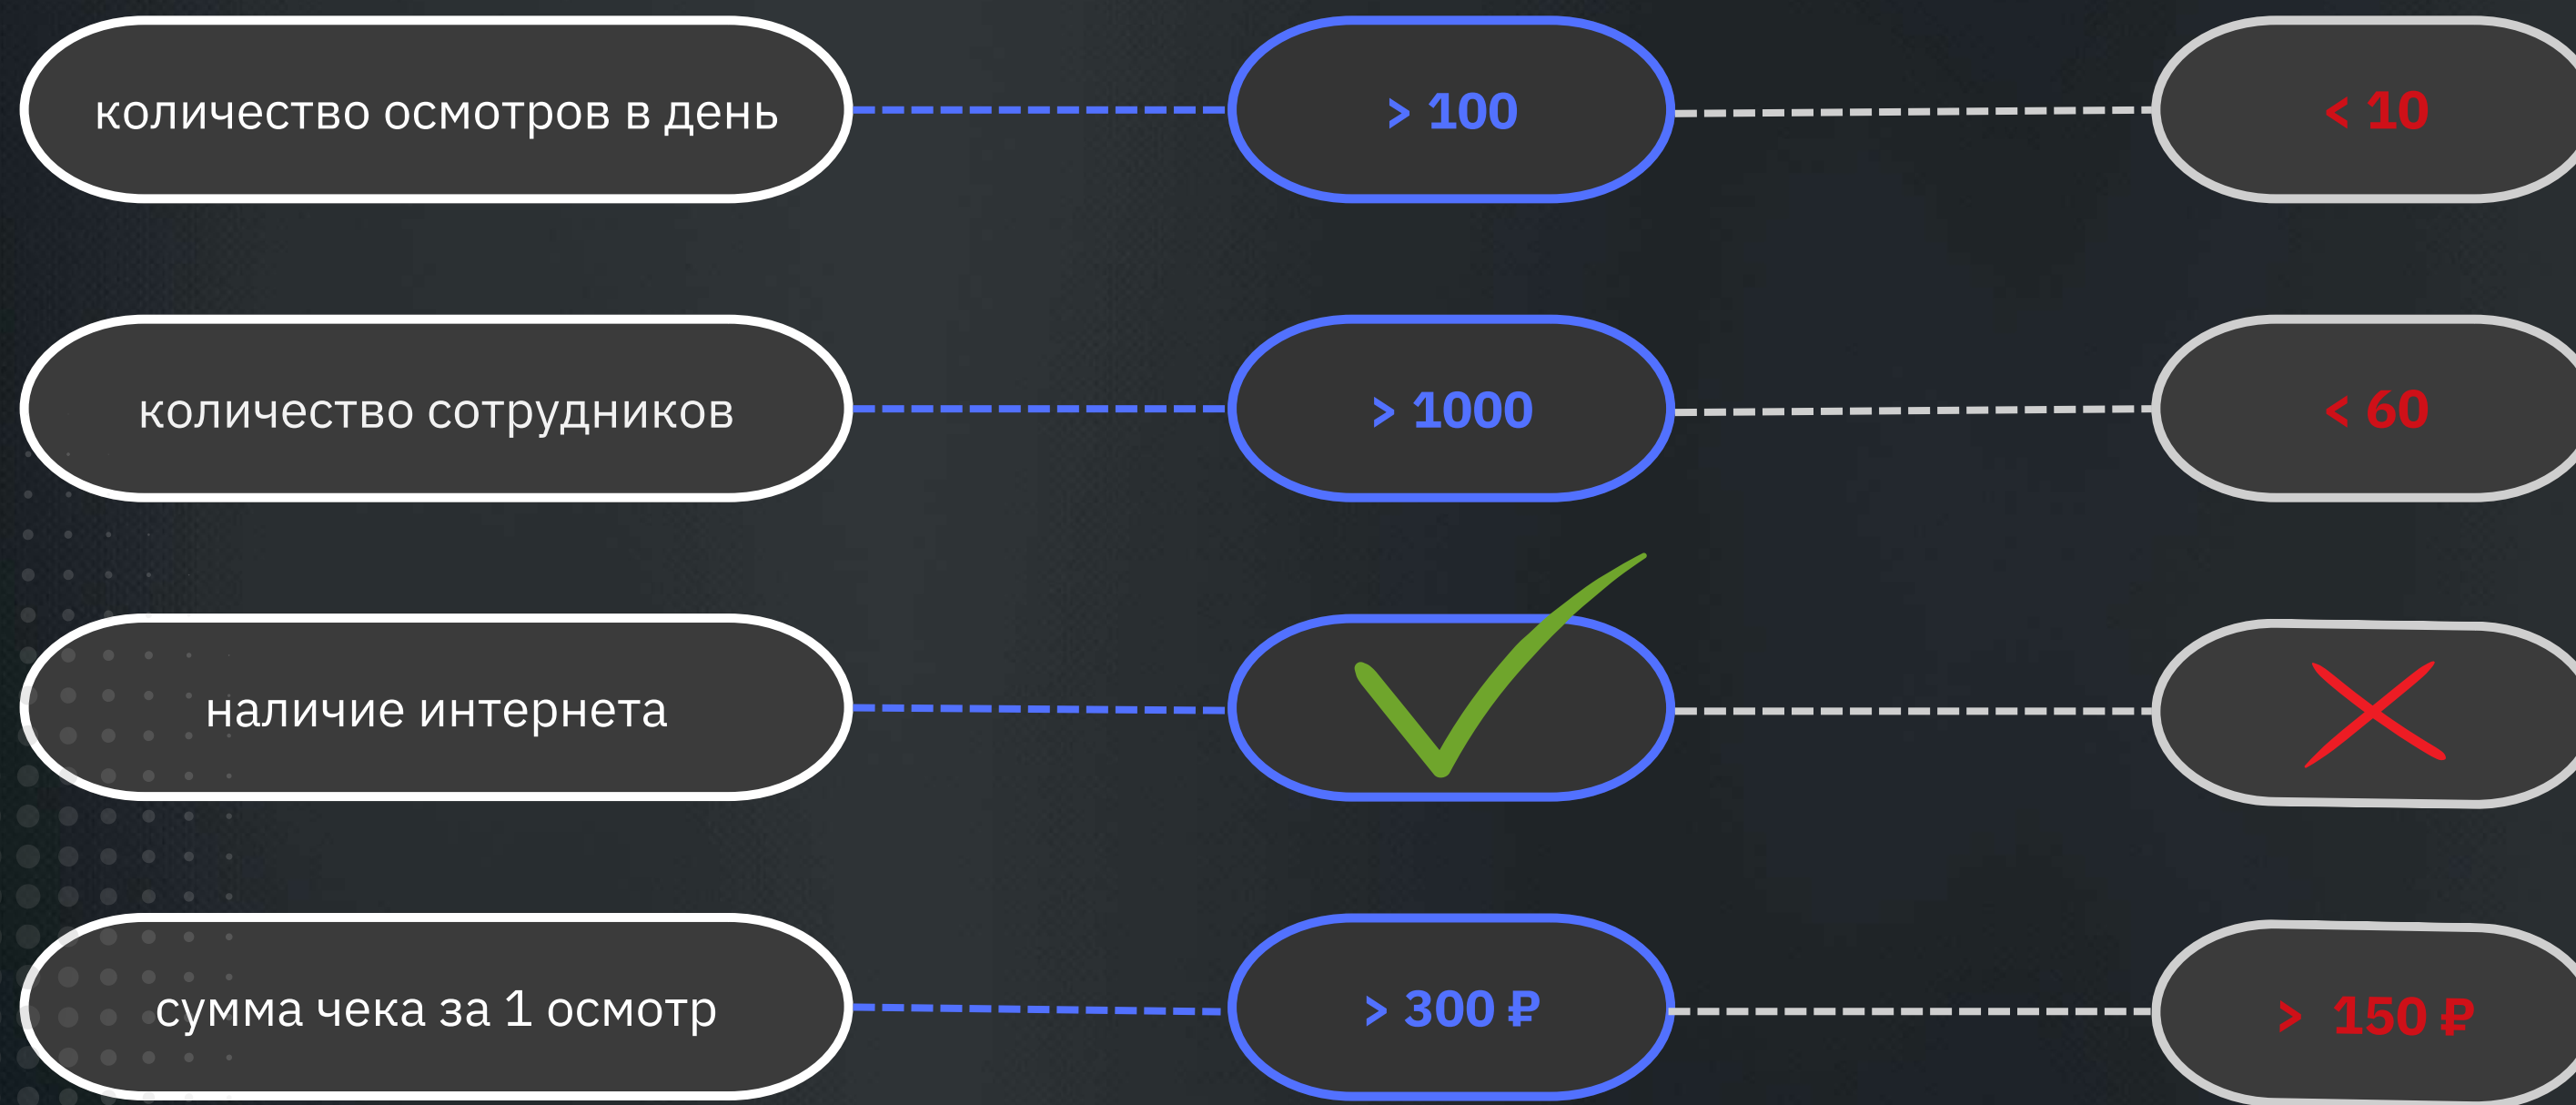 количество осмотров в день
> 100
< 10
количество сотрудников
> 1000
< 60
наличие интернета
сумма чека за 1 осмотр
> 300 ₽
> 150 ₽